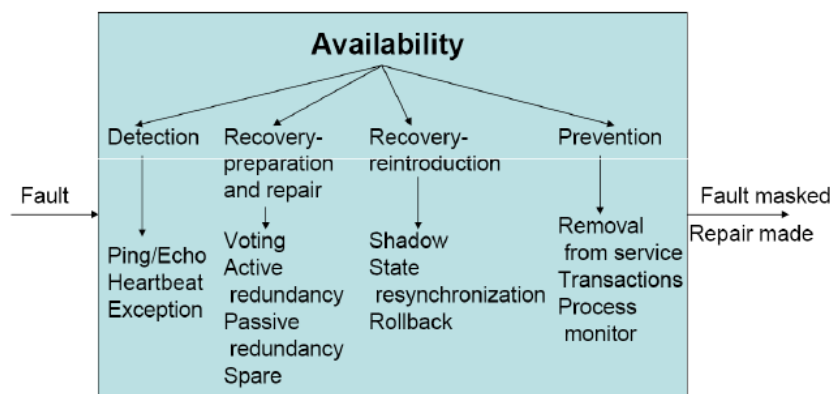 Availability
Detection
Recovery-
preparation
and repair
Recovery-
reintroduction
Prevention
Fault
Ping/Echo
Heartbeat
Exception
Voting
Active
redundancy
Passive
redundancy
Spare
Shadow
State
resynchronization
Rollback
Removal
from service
Transactions
Process
monitor
Fault masked
Repair made